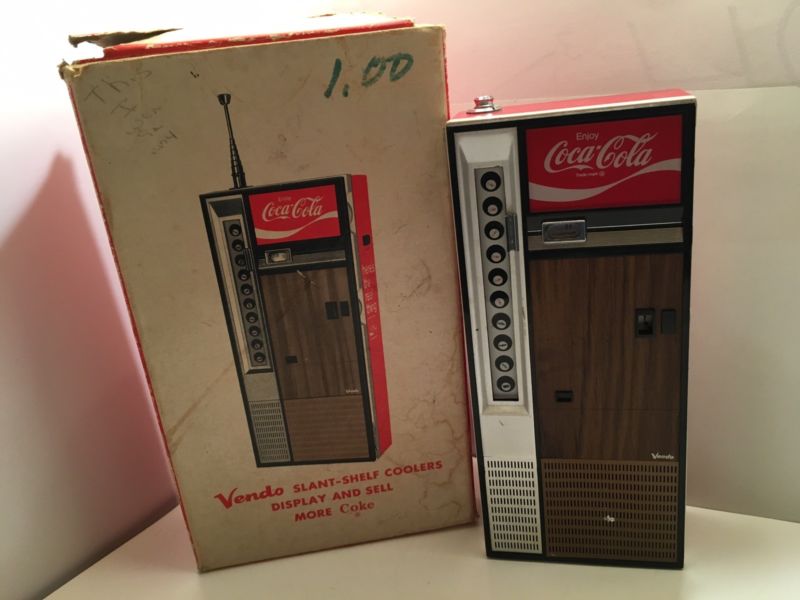 1.00
This
Enjoy
Coca-Cola
Vendo
Vendo SLANT-SHELF COOLERS
DISPLAY AND SELL
MORE Coke
Enjoy
Coca-Cola
Trade-mark ®
Vendo